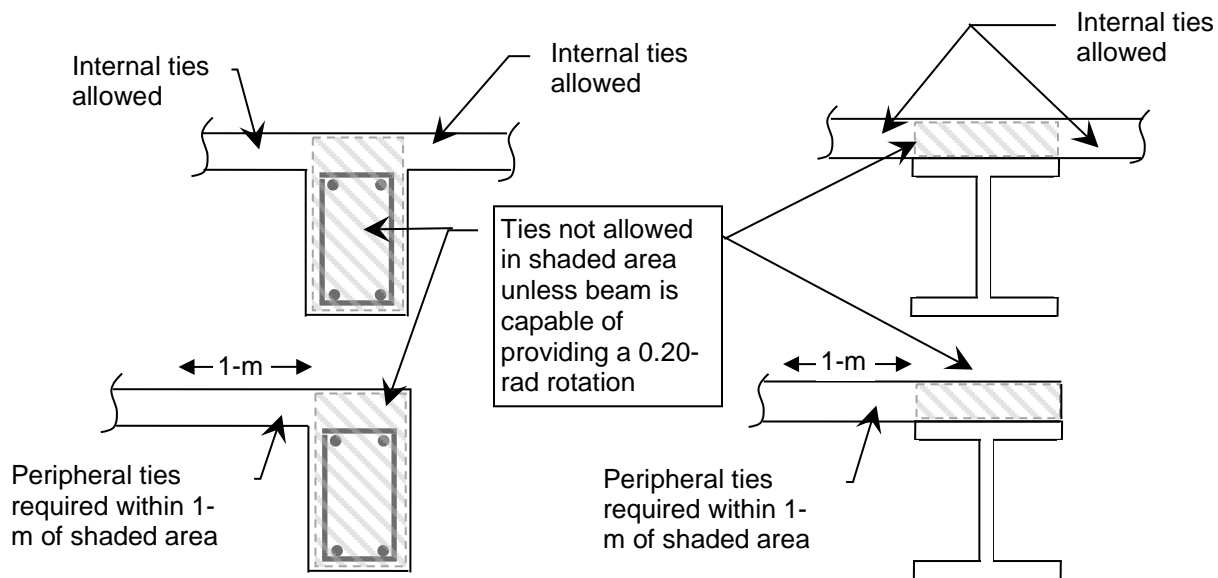 Internal ties
allowed
Internal ties
allowed
Internal ties
allowed
Ties not allowed
in shaded area
unless beam is
capable of
providing a 0.20-
rad rotation
1-m
Peripheral ties
required within 1-
m of shaded area
1-m
Peripheral ties
required within 1-
m of shaded area